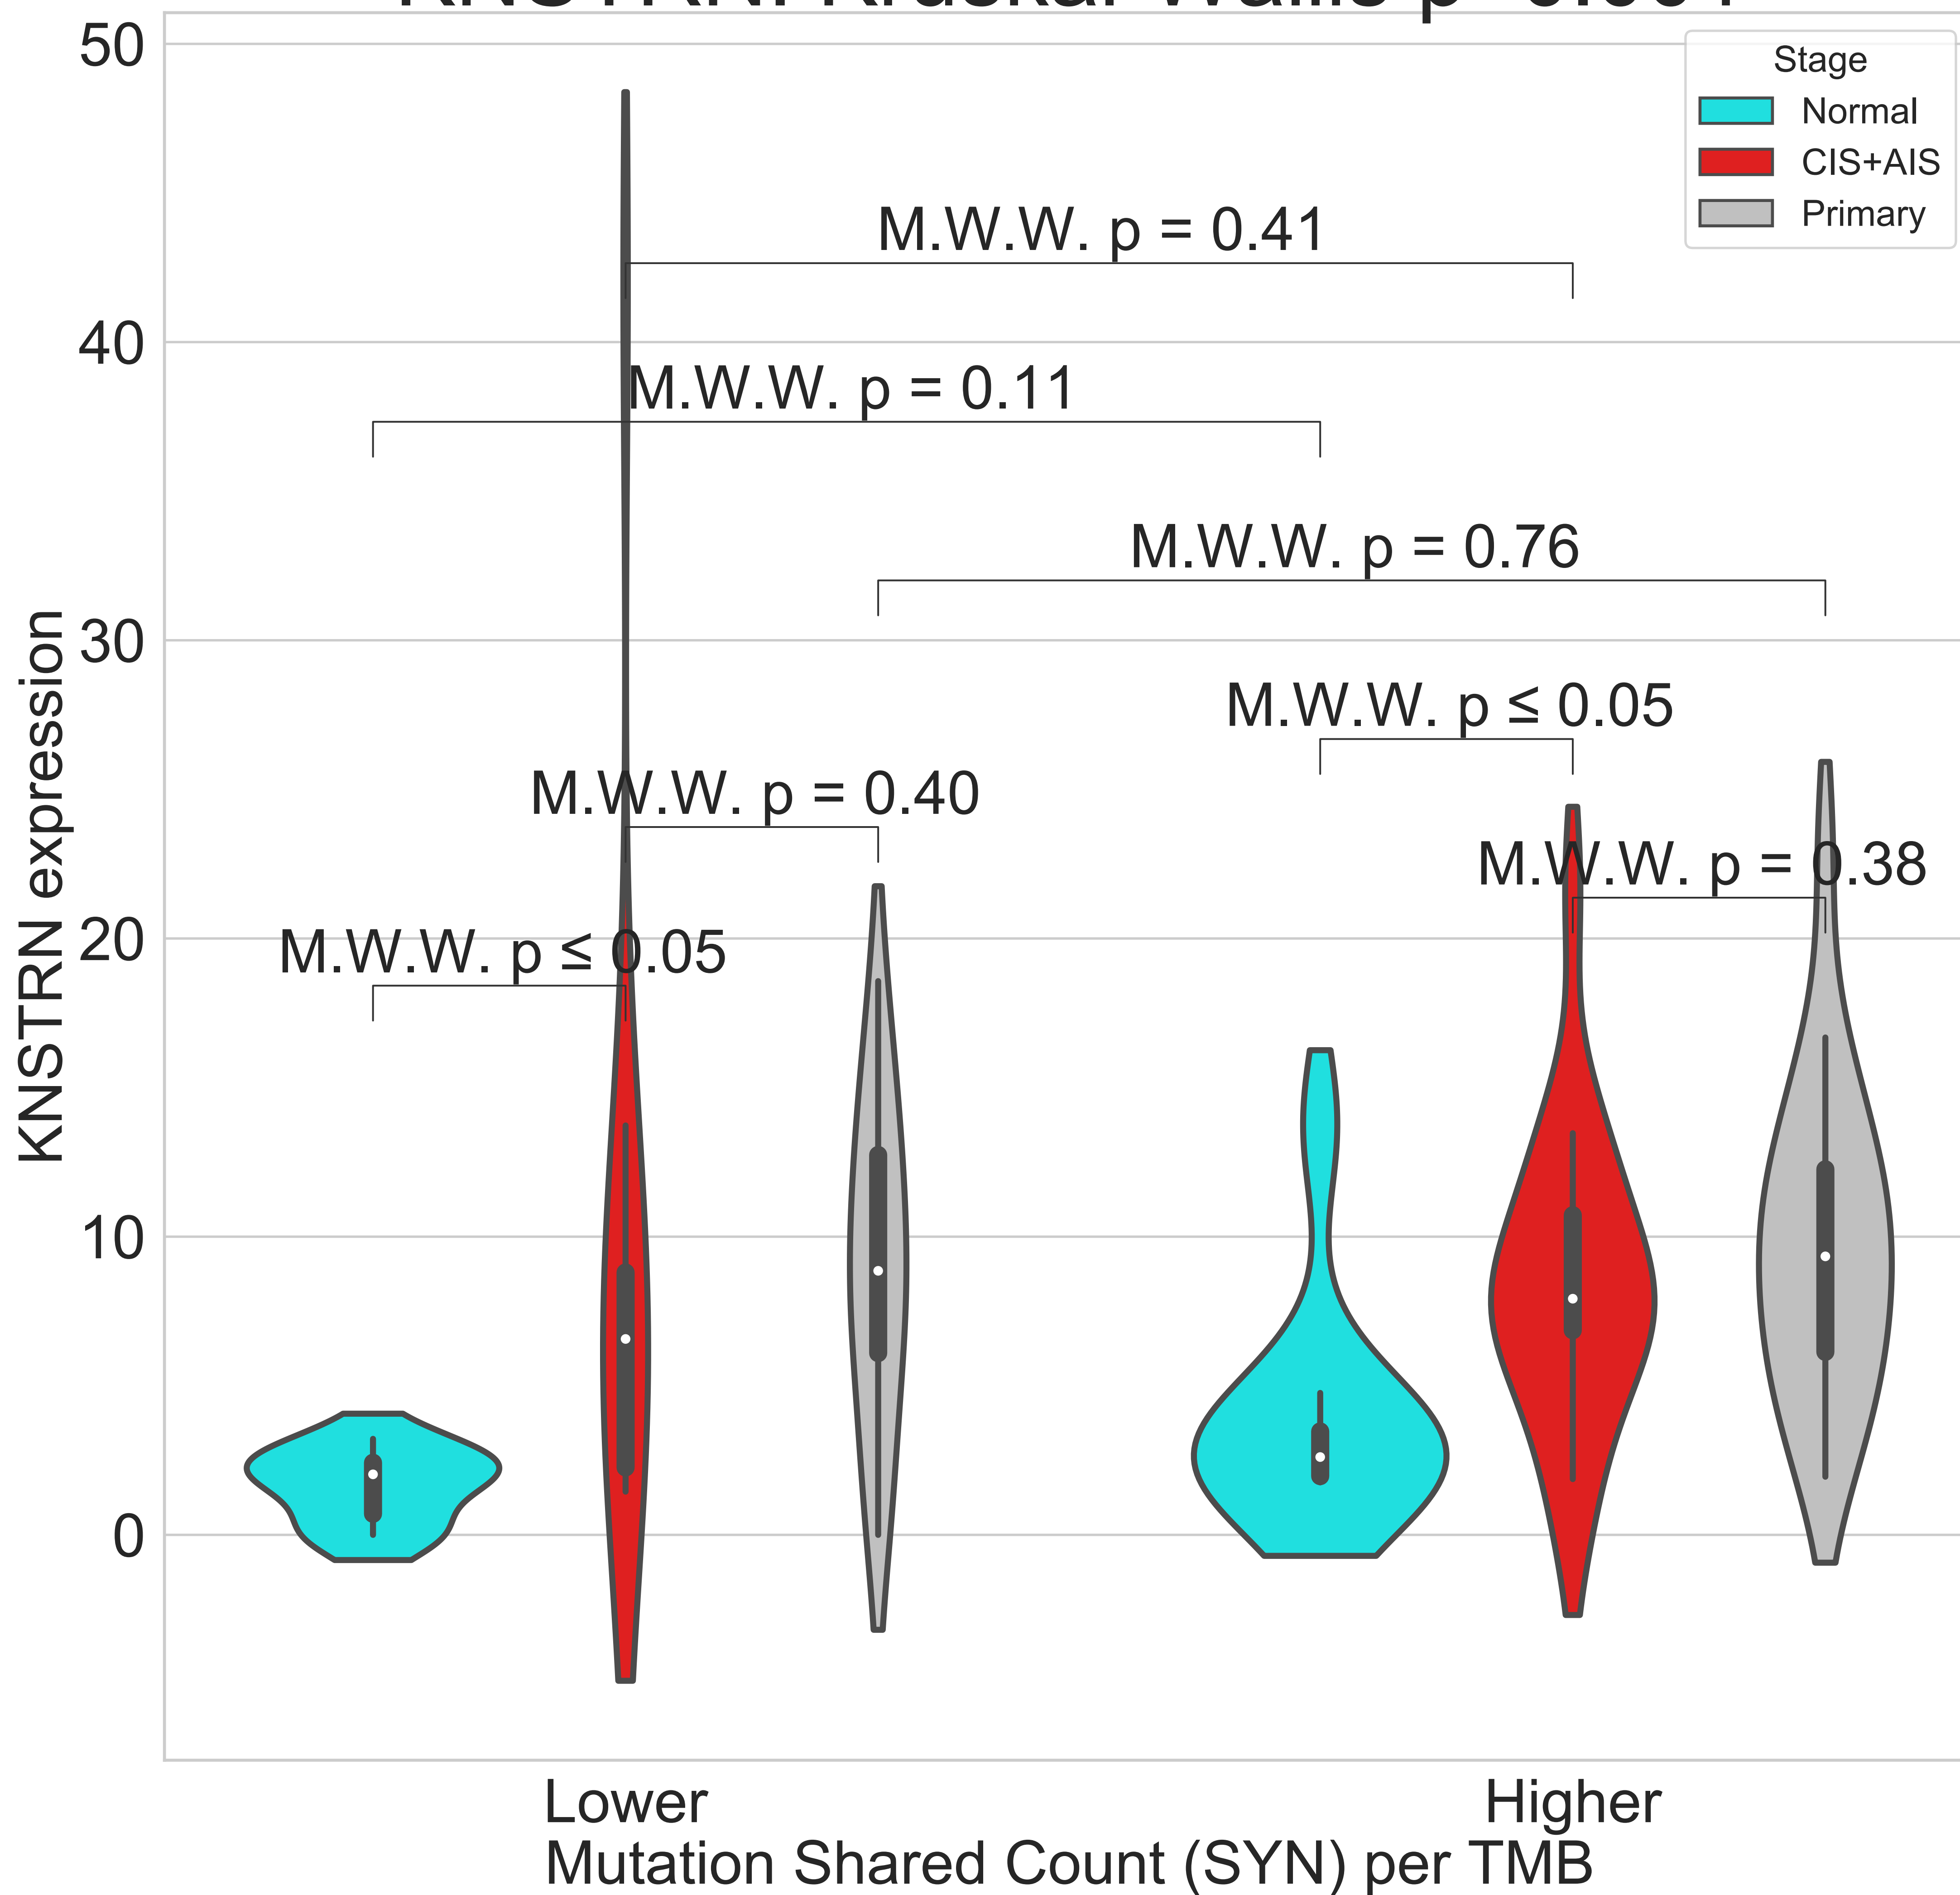 50
Stage
Normal
CIS+AIS
Primary
M.W.W. p = 0.41
40
M.W.W. p = 0.11
M.W.W. p = 0.76
30
M.W.W. p ≤ 0.05
M.W.W. p = 0.40
M.W.W. p = 0.38
20
M.W.W. p ≤ 0.05
KNSTRN expression
10
0
Lower
Higher
Mutation Shared Count (SYN) per TMB